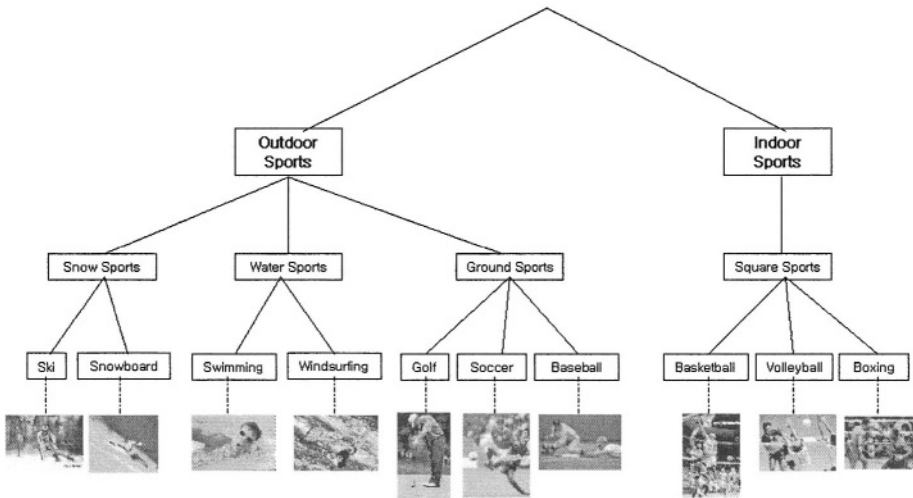 Outdoor
Sports
Indoor
Sports
Snow Sports
Water Sports
Ground Sports
Square Sports
Ski
Snowboard
Swimming
Windsurfing
Golf
Soccer
Baseball
Basketball
Volleyball
Boxing